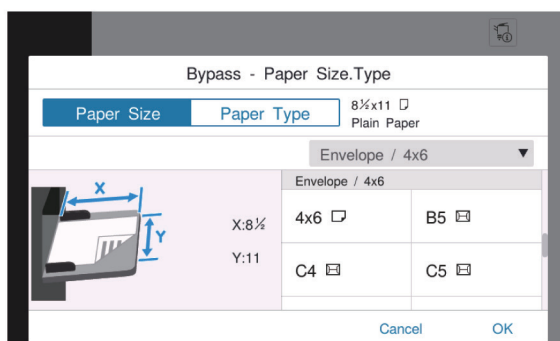 Bypass - Paper Size.Type
Paper Size
Paper Type
8½x11
Plain Paper
Envelope / 4x6
Envelope / 4x6
X
Y
X:8½
Y:11
4x6
B5
C4
C5
Cancel
OK